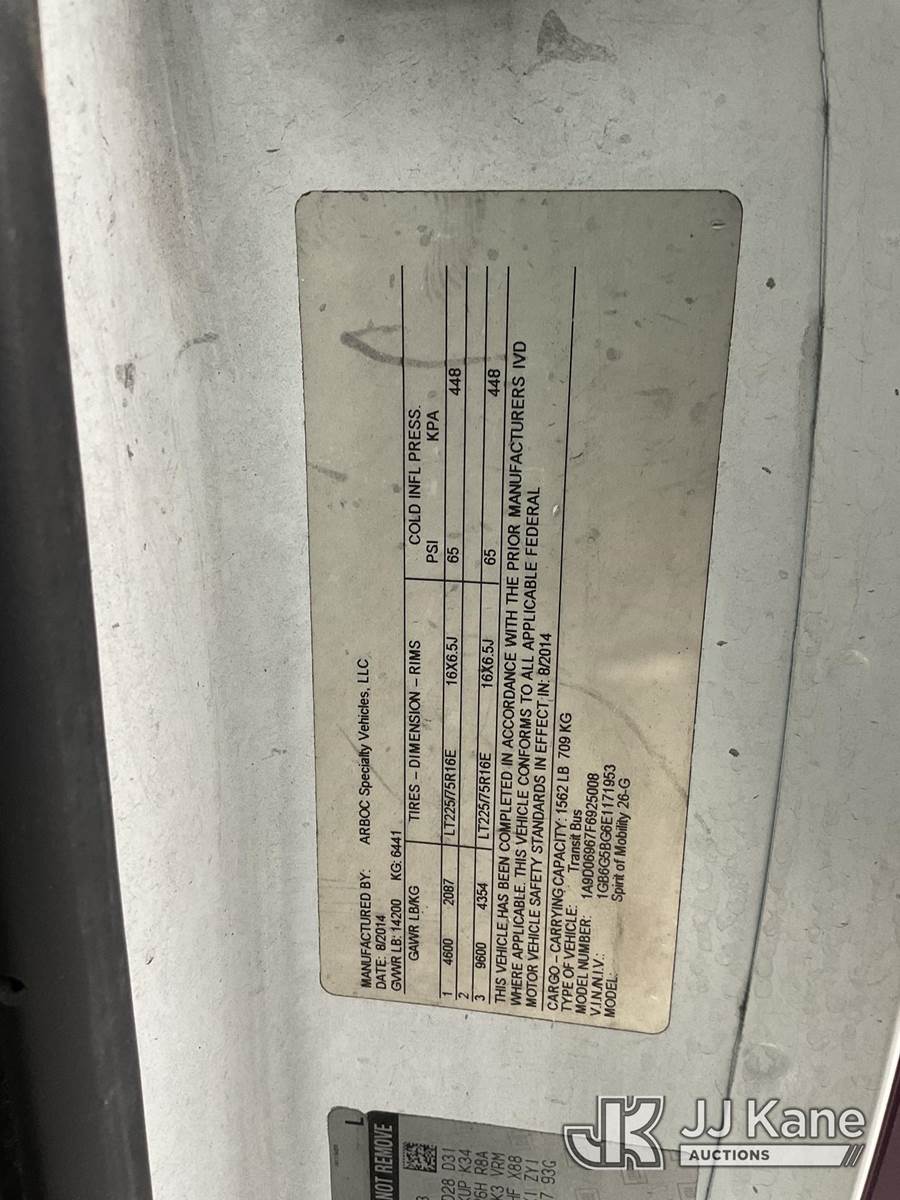 MANUFACTURED BY: ARBOC Specialty Vehicles, LLC
DATE: 8/2014
GVWR LB: 14200 KG: 6441
GAWR LB/KG TIRES – DIMENSION – RIMS COLD INFL PRESS.
PSI KPA
1 4600 2087 LT225/75R16E 16X6.5J 65 448
2
3 9600 4354 LT225/75R16E 16X6.5J 65 448
THIS VEHICLE HAS BEEN COMPLETED IN ACCORDANCE WITH THE PRIOR MANUFACTURERS IVD
WHERE APPLICABLE. THIS VEHICLE CONFORMS TO ALL APPLICABLE FEDERAL
MOTOR VEHICLE SAFETY STANDARDS IN EFFECT IN: 8/2014
CARGO – CARRYING CAPACITY: 1562 LB 709 KG
TYPE OF VEHICLE: Transit Bus
MODEL NUMBER: 1A9D06967F6925008
V.I.N./N.I.V.: 1GB6G5BG6E1171953
MODEL: Spirit of Mobility 26-G
L
NOT REMOVE
D31
K34
R8A
K3 VRM
X88
ZY1
93G
JK JJ Kane
AUCTIONS